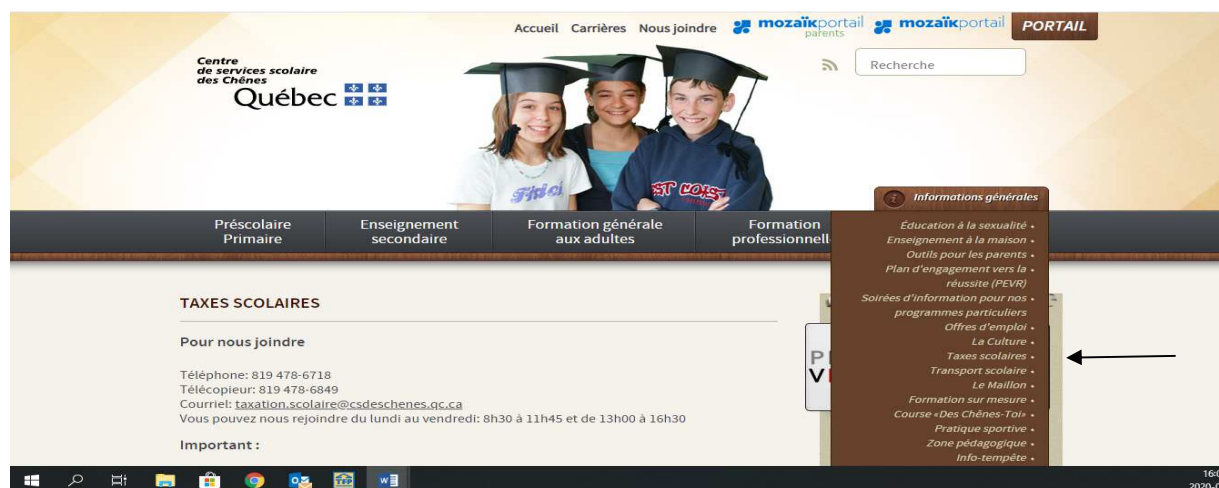 Accueil Carrières Nous joindre mozaïkportail parents mozaïkportail PORTAIL
Centre
de services scolaire
des Chênes
Québec
Recherche
Informations générales
Préscolaire
Primaire
Enseignement
secondaire
Formation générale
aux adultes
Formation
professionnell
Éducation à la sexualité
Enseignement à la maison
Outils pour les parents
Plan d'engagement vers la
réussite (PEVR)
Soirées d'information pour nos
programmes particuliers
Offres d'emploi
La Culture
Taxes scolaires
Transport scolaire
Le Maillon
Formation sur mesure
Course «Des Chênes-Toi»
Pratique sportive
Zone pédagogique
Info-tempête
TAXES SCOLAIRES
Pour nous joindre
Téléphone: 819 478-6718
Télécopieur: 819 478-6849
Courriel: taxation.scolaire@csdeschenes.qc.ca
Vous pouvez nous rejoindre du lundi au vendredi: 8h30 à 11h45 et de 13h00 à 16h30
Important :